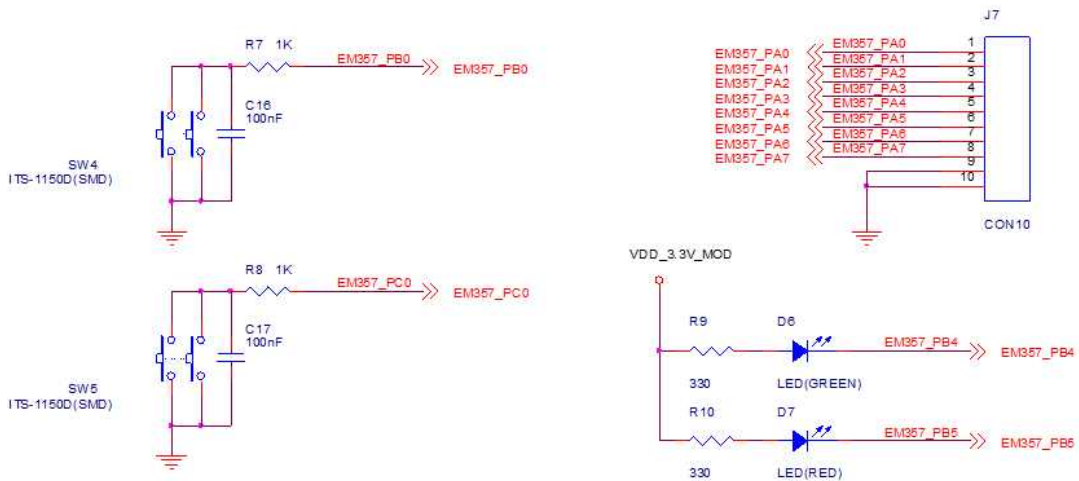 R7 1K
EM357_PB0
EM357_PB0
C16
100nF
SW4
ITS-1150D(SMD)
R8 1K
EM357_PC0
EM357_PC0
C17
100nF
SW5
ITS-1150D(SMD)
J7
EM357_PA0 EM357_PA0 1
EM357_PA1 EM357_PA1 2
EM357_PA2 EM357_PA2 3
EM357_PA3 EM357_PA3 4
EM357_PA4 EM357_PA4 5
EM357_PA5 EM357_PA5 6
EM357_PA6 EM357_PA6 7
EM357_PA7 EM357_PA7 8
9
10
CON10
VDD_3.3V_MOD
R9 D6
EM357_PB4
EM357_PB4
330 LED(GREEN)
R10 D7
EM357_PB5
EM357_PB5
330 LED(RED)